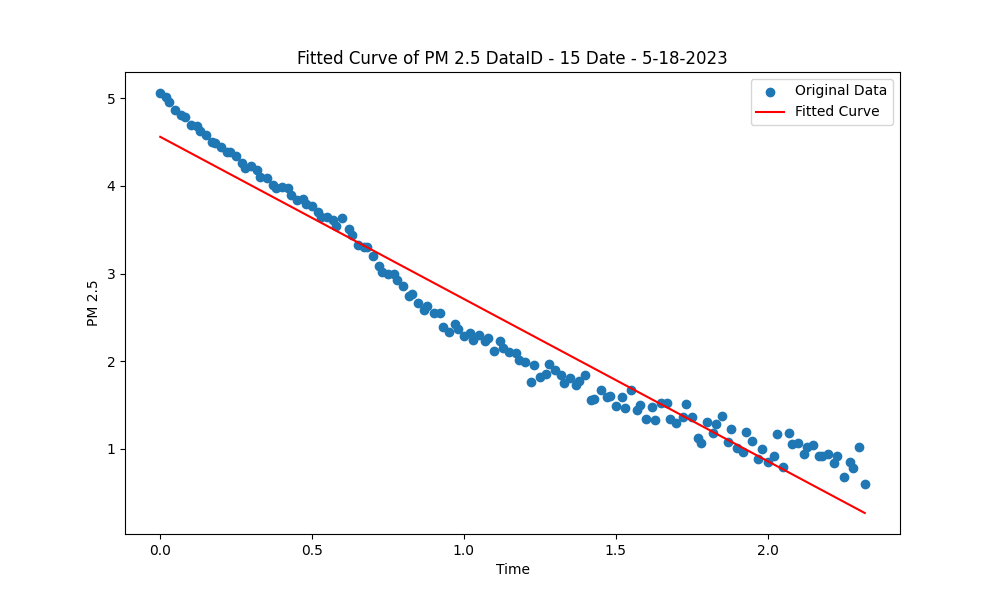 Fitted Curve of PM 2.5 DataID - 15 Date - 5-18-2023
Original Data
Fitted Curve
5
4
3
2
1
PM 2.5
0.0 0.5 1.0 1.5 2.0
Time